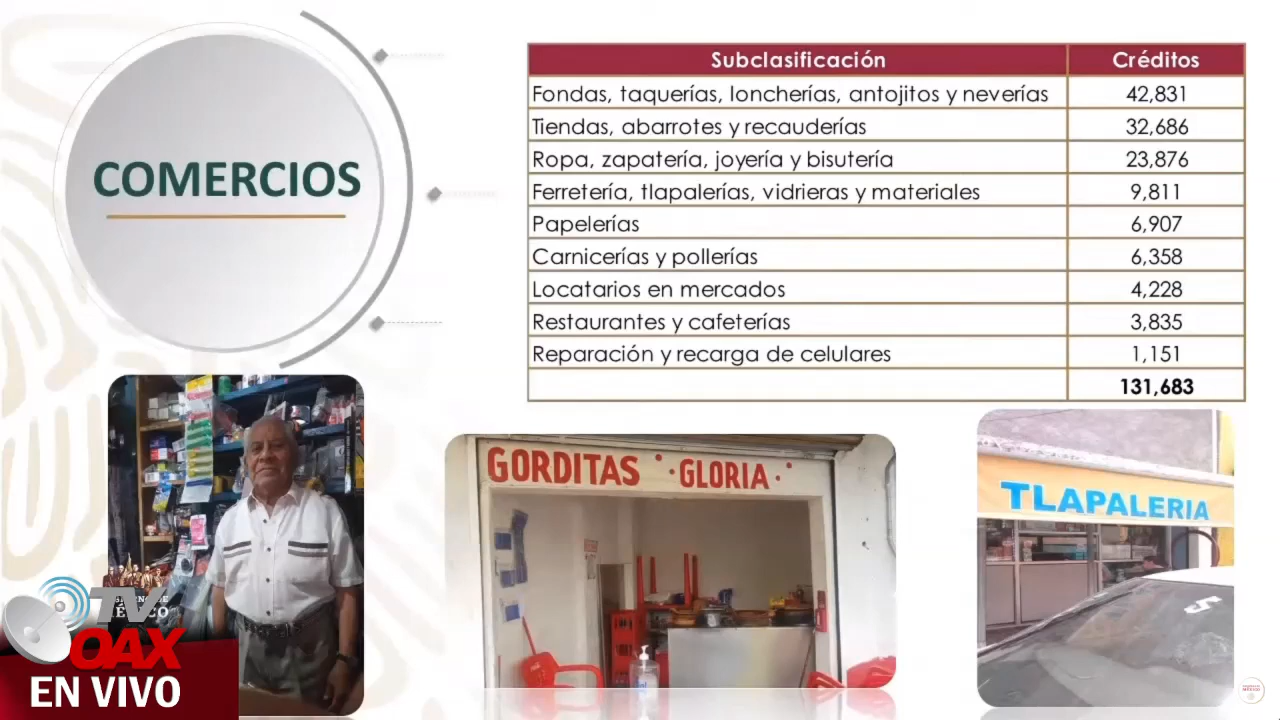 COMERCIOS
Subclasificación Créditos
Fondas, taquerías, loncherías, antojitos y neverías 42,831
Tiendas, abarrotes y recauderías 32,686
Ropa, zapatería, joyería y bisutería 23,876
Ferretería, tlapalerías, vidrieras y materiales 9,811
Papelerías 6,907
Carnicerías y pollerías 6,358
Locatarios en mercados 4,228
Restaurantes y cafeterías 3,835
Reparación y recarga de celulares 1,151
131,683
GORDITAS GLORIA
TLAPALERIA
TV
OAX
EN VIVO